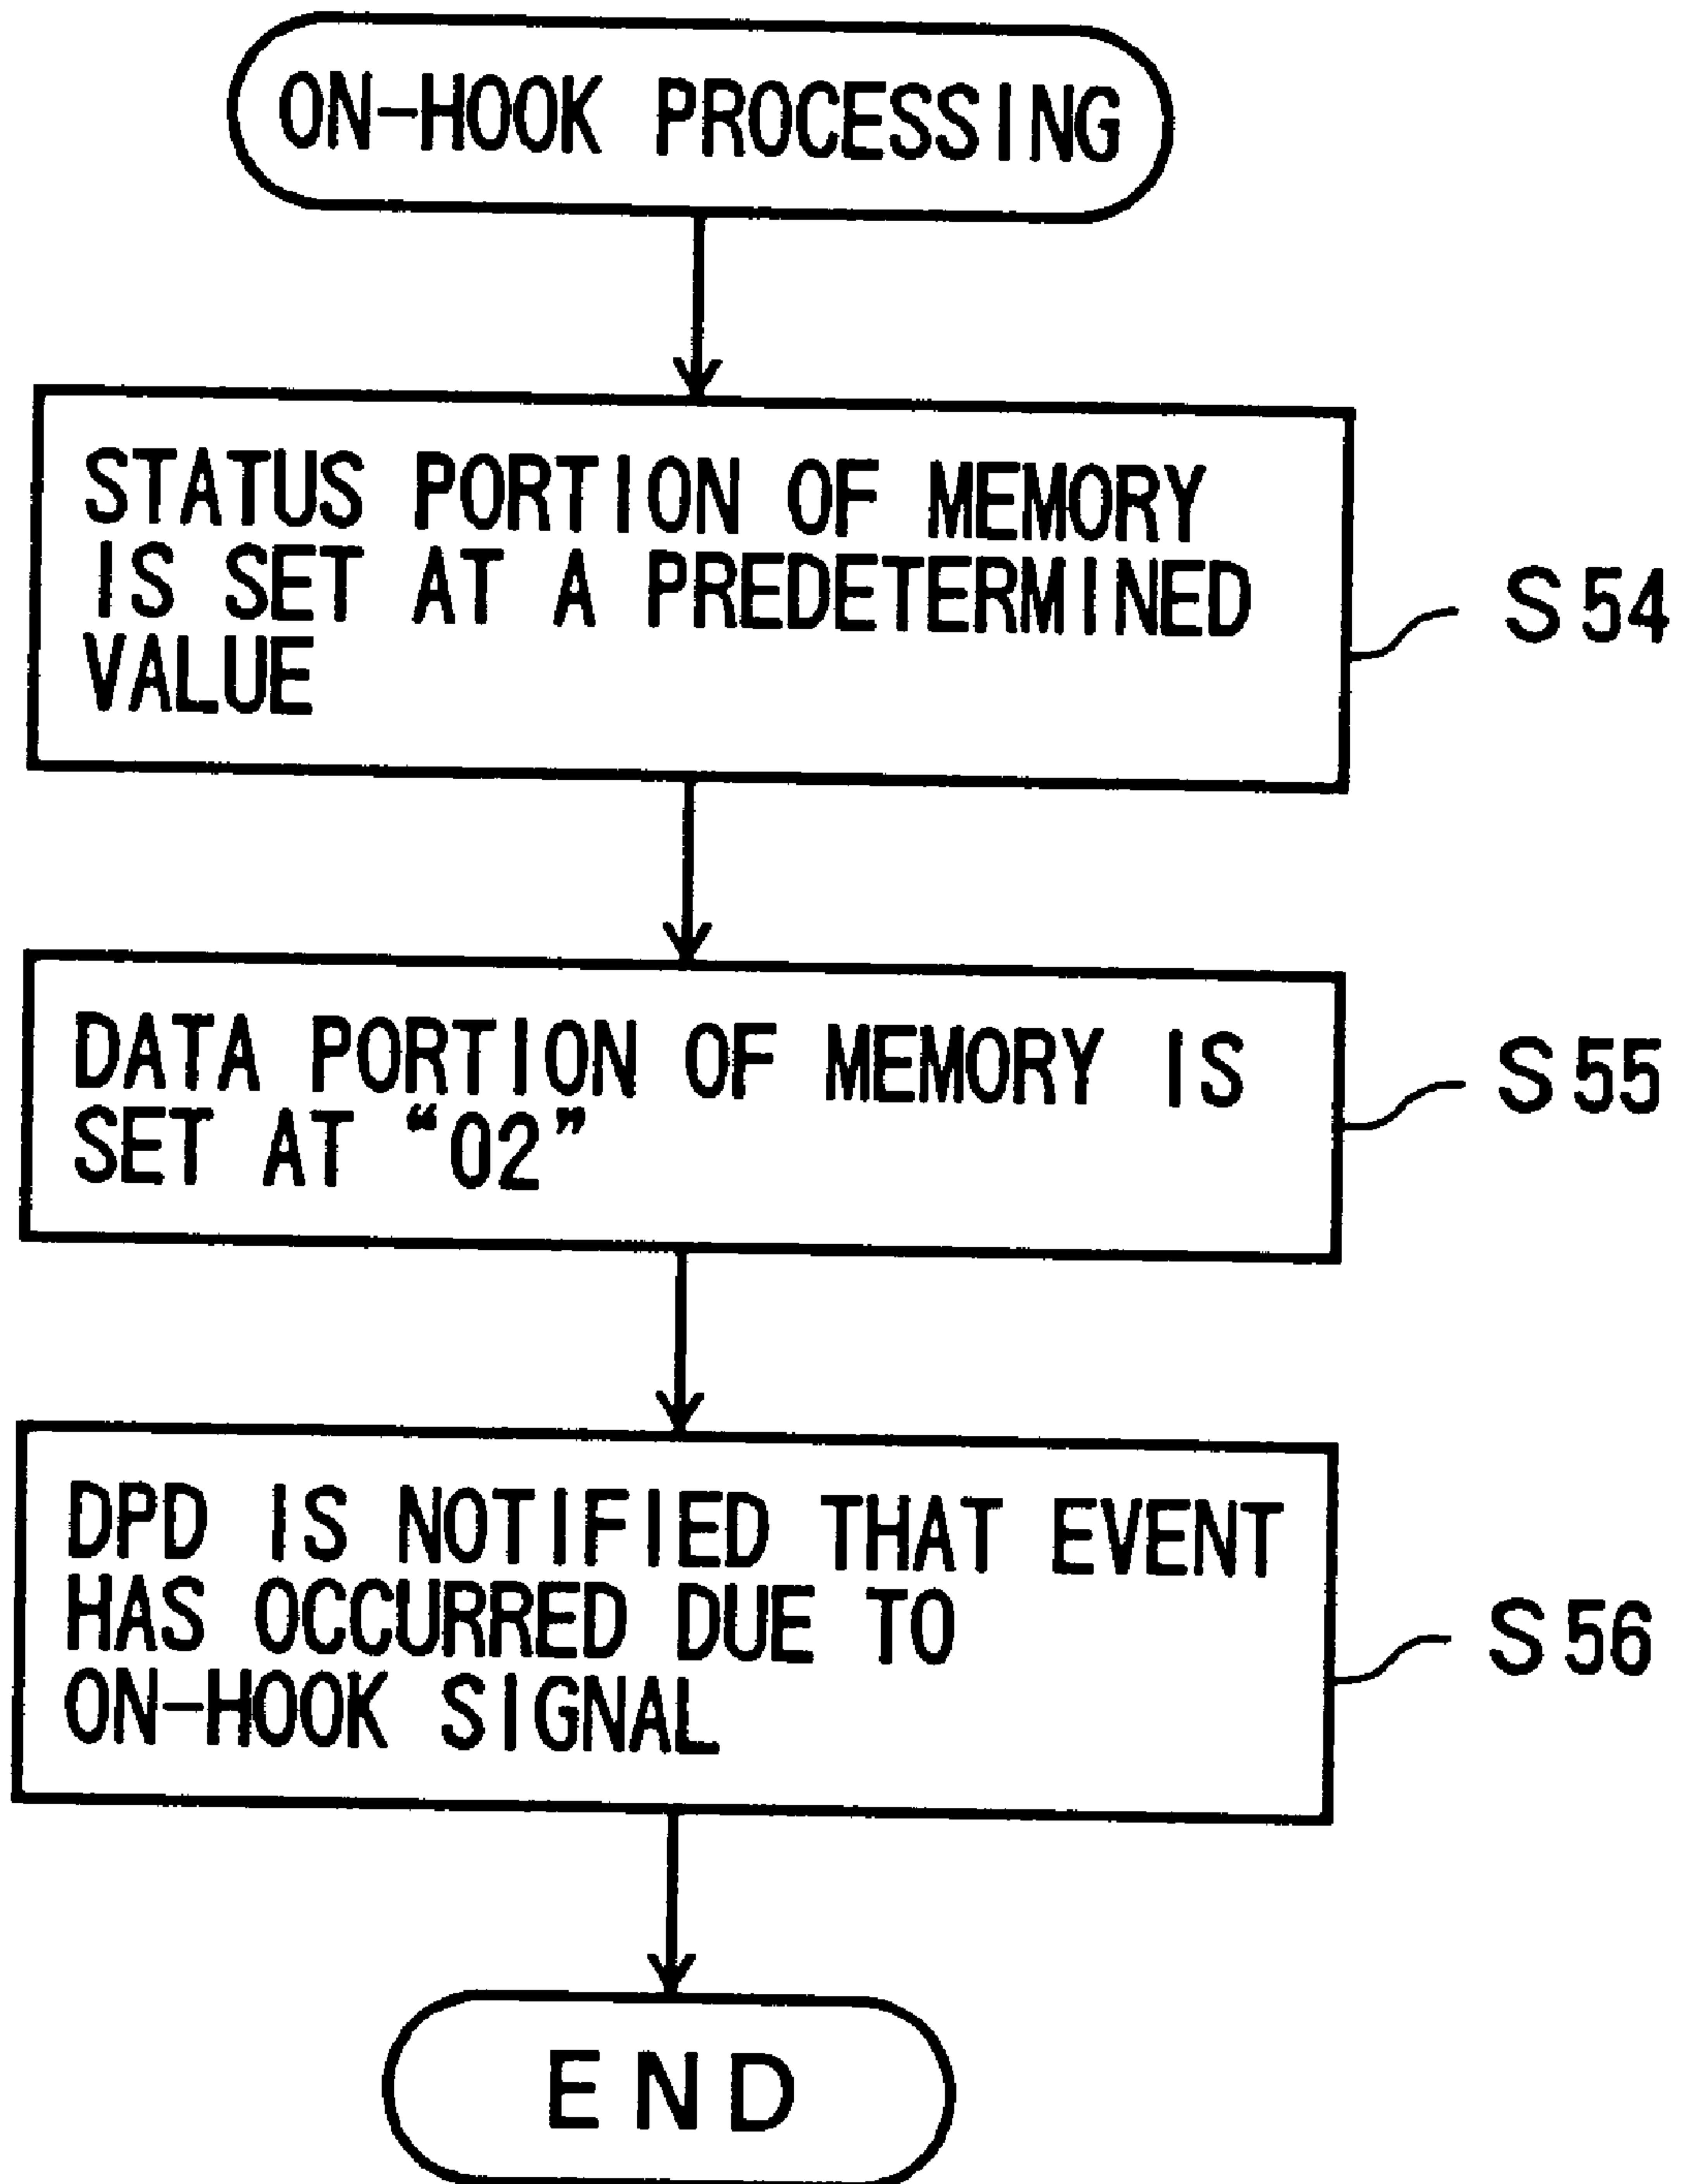 ON-HOOK PROCESSING
STATUS PORTION OF MEMORY
IS SET AT A PREDETERMINED
VALUE
S54
DATA PORTION OF MEMORY IS
SET AT “02”
S55
DPD IS NOTIFIED THAT EVENT
HAS OCCURRED DUE TO
ON-HOOK SIGNAL
S56
END